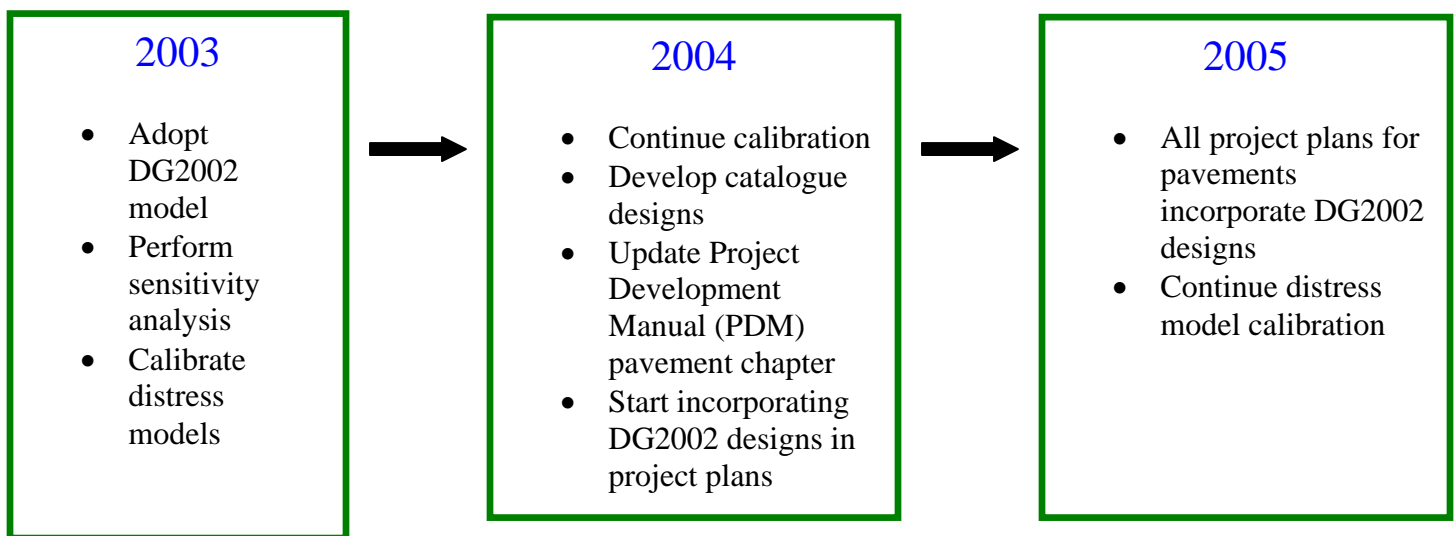 2003
• Adopt
DG2002
model
• Perform
sensitivity
analysis
• Calibrate
distress
models
2004
• Continue calibration
• Develop catalogue
designs
• Update Project
Development
Manual (PDM)
pavement chapter
• Start incorporating
DG2002 designs in
project plans
2005
• All project plans for
pavements
incorporate DG2002
designs
• Continue distress
model calibration